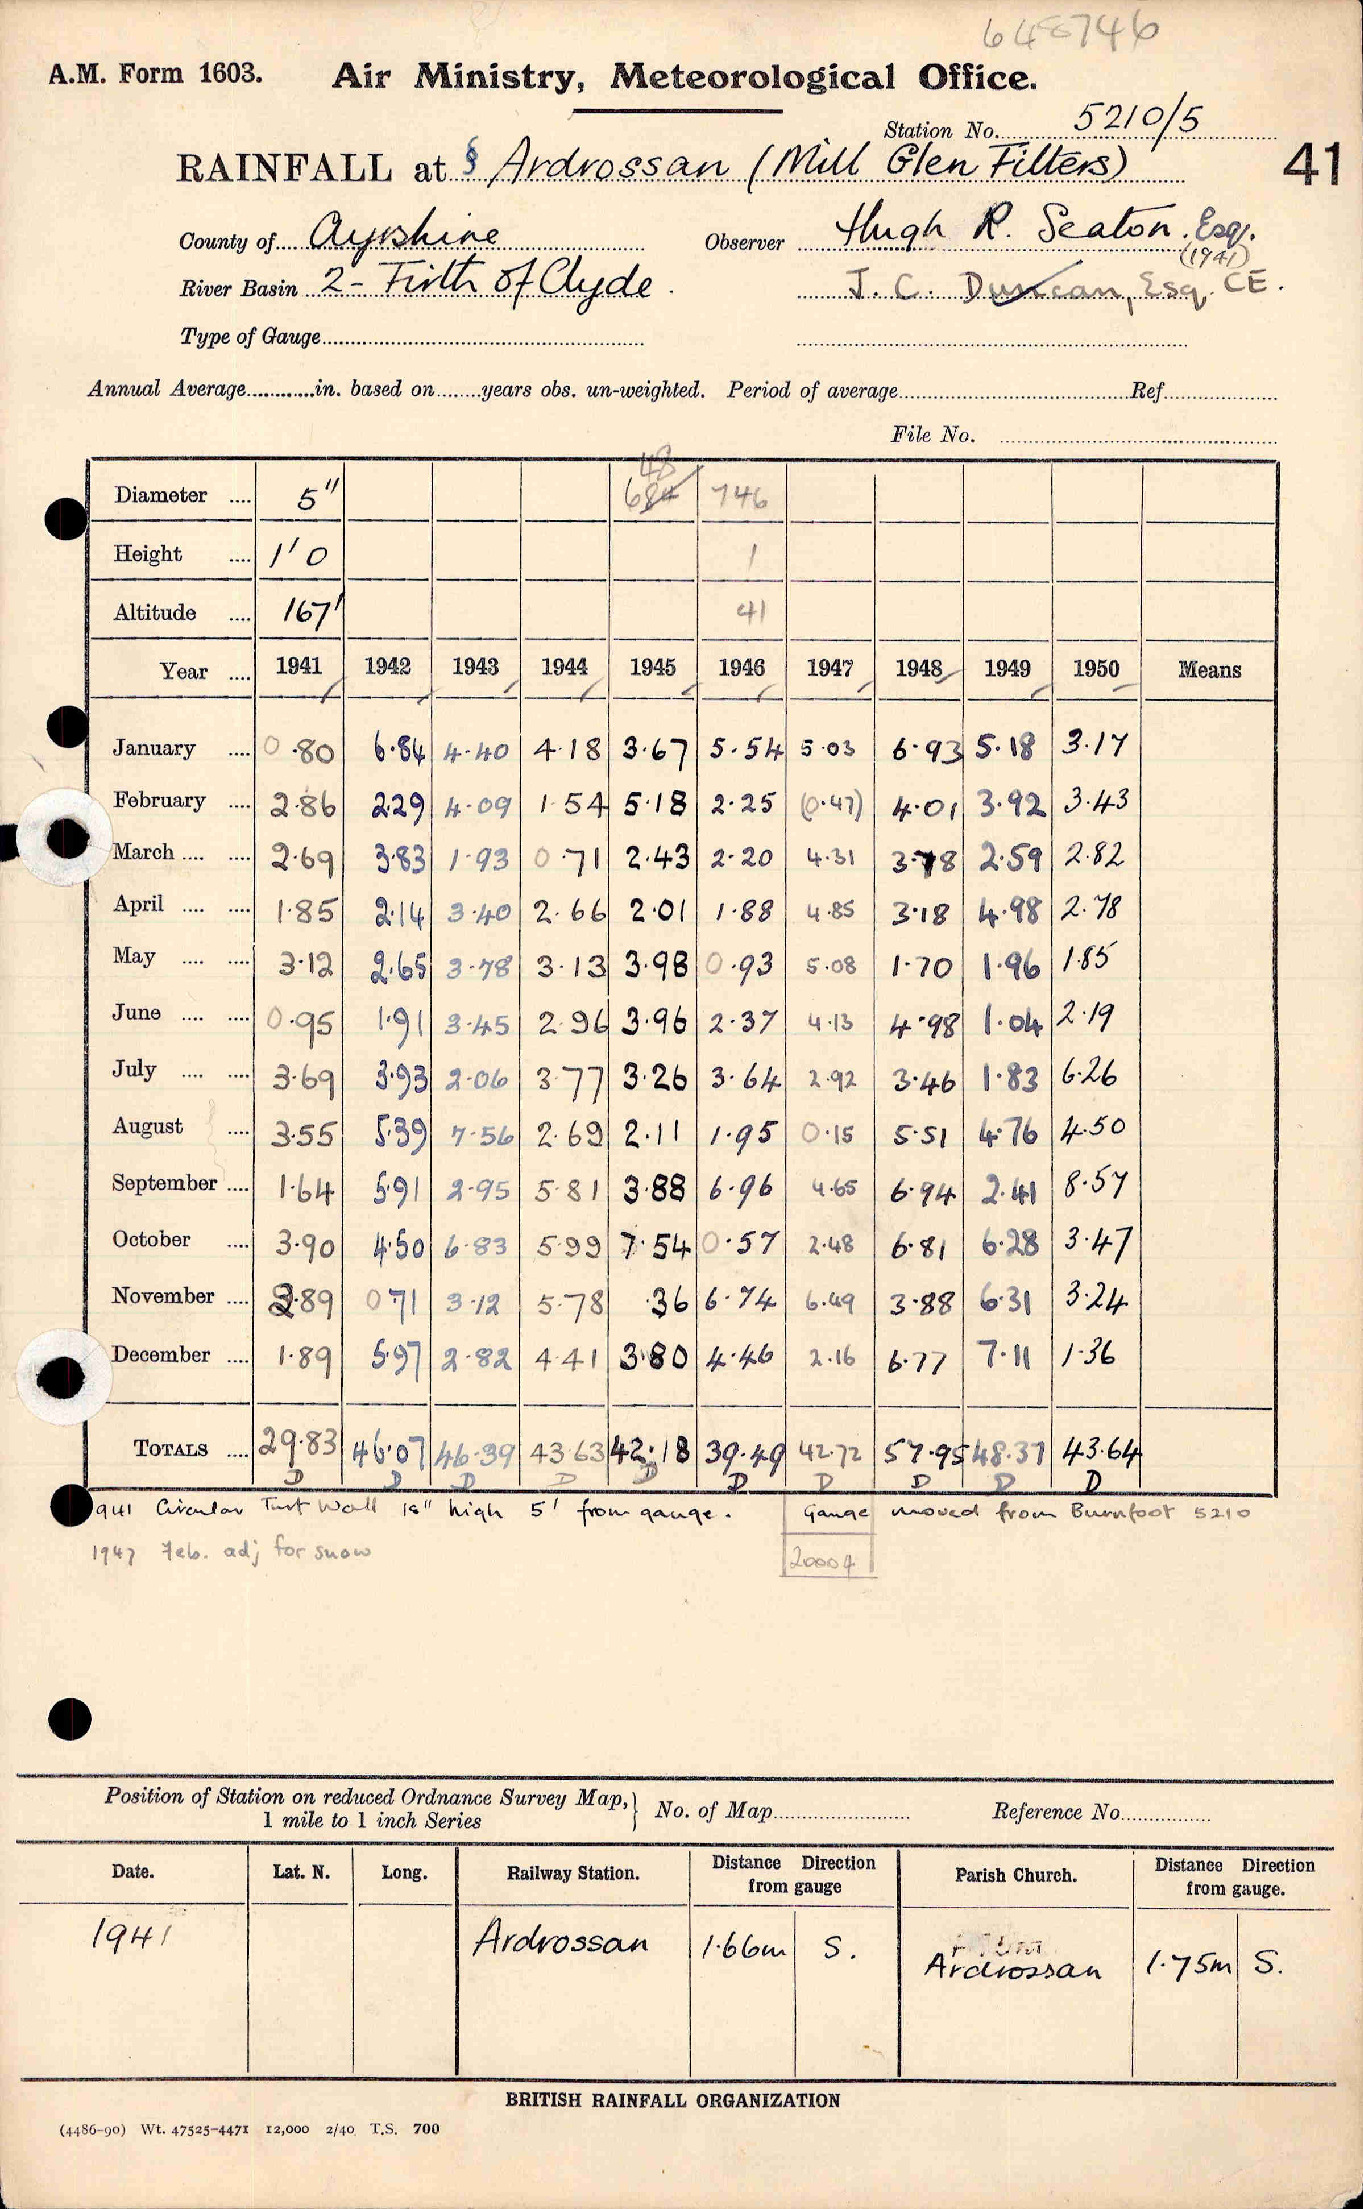 648746
A.M. Form 1603. Air Ministry, Meteorological Office.
Station No. 5210/5
RAINFALL at § Ardrossan (Mill Glen Filters) 41
County of Ayrshire Observer Hugh R. Seaton. Esq.
(1941)
River Basin 2 - Firth of Clyde. J. C. Duncan, Esq. CE.
Type of Gauge
Annual Average in. based on years obs. un-weighted. Period of average Ref.
File No.
48
Diameter 5" 684 746
Height 1' 0 1
Altitude 167' 41
Year 1941 1942 1943 1944 1945 1946 1947 1948 1949 1950 Means
January 0.80 6.84 4.40 4.18 3.67 5.54 5.03 6.93 5.18 3.17
February 2.86 2.29 4.09 1.54 5.18 2.25 (0.47) 4.01 3.92 3.43
March 2.69 3.83 1.93 0.71 2.43 2.20 4.31 3.78 2.59 2.82
April 1.85 2.14 3.40 2.66 2.01 1.88 4.85 3.18 4.98 2.78
May 3.12 2.65 3.78 3.13 3.98 0.93 5.08 1.70 1.96 1.85
June 0.95 1.91 3.45 2.96 3.96 2.37 4.13 4.98 1.04 2.19
July 3.69 3.93 2.06 3.77 3.26 3.64 2.92 3.46 1.83 6.26
August 3.55 5.39 7.56 2.69 2.11 1.95 0.15 5.51 4.76 4.50
September 1.64 5.91 2.95 5.81 3.88 6.96 4.65 6.94 2.41 8.57
October 3.90 4.50 6.83 5.99 7.54 0.57 2.48 6.81 6.28 3.47
November 2.89 0.71 3.12 5.78 .36 6.74 6.49 3.88 6.31 3.24
December 1.89 5.97 2.82 4.41 3.80 4.46 2.16 6.77 7.11 1.36
TOTALS 29.83 46.07 46.39 43.63 42.18 39.49 42.72 57.95 48.37 43.64
D D D D D D D D D D
941 Circular Turf Wall 15" high 5' from gauge. Gauge moved from Burnfoot 5210
1947 Feb. adj for snow 20004
Position of Station on reduced Ordnance Survey Map, 1 mile to 1 inch Series No. of Map Reference No.
Date. Lat. N. Long. Railway Station. Distance Direction from gauge Parish Church. Distance Direction from gauge.
1941 Ardrossan 1.66m S. Ardrossan 1.75m S.
BRITISH RAINFALL ORGANIZATION
(4486-90) Wt. 47525-4471 12,000 2/40 T.S. 700